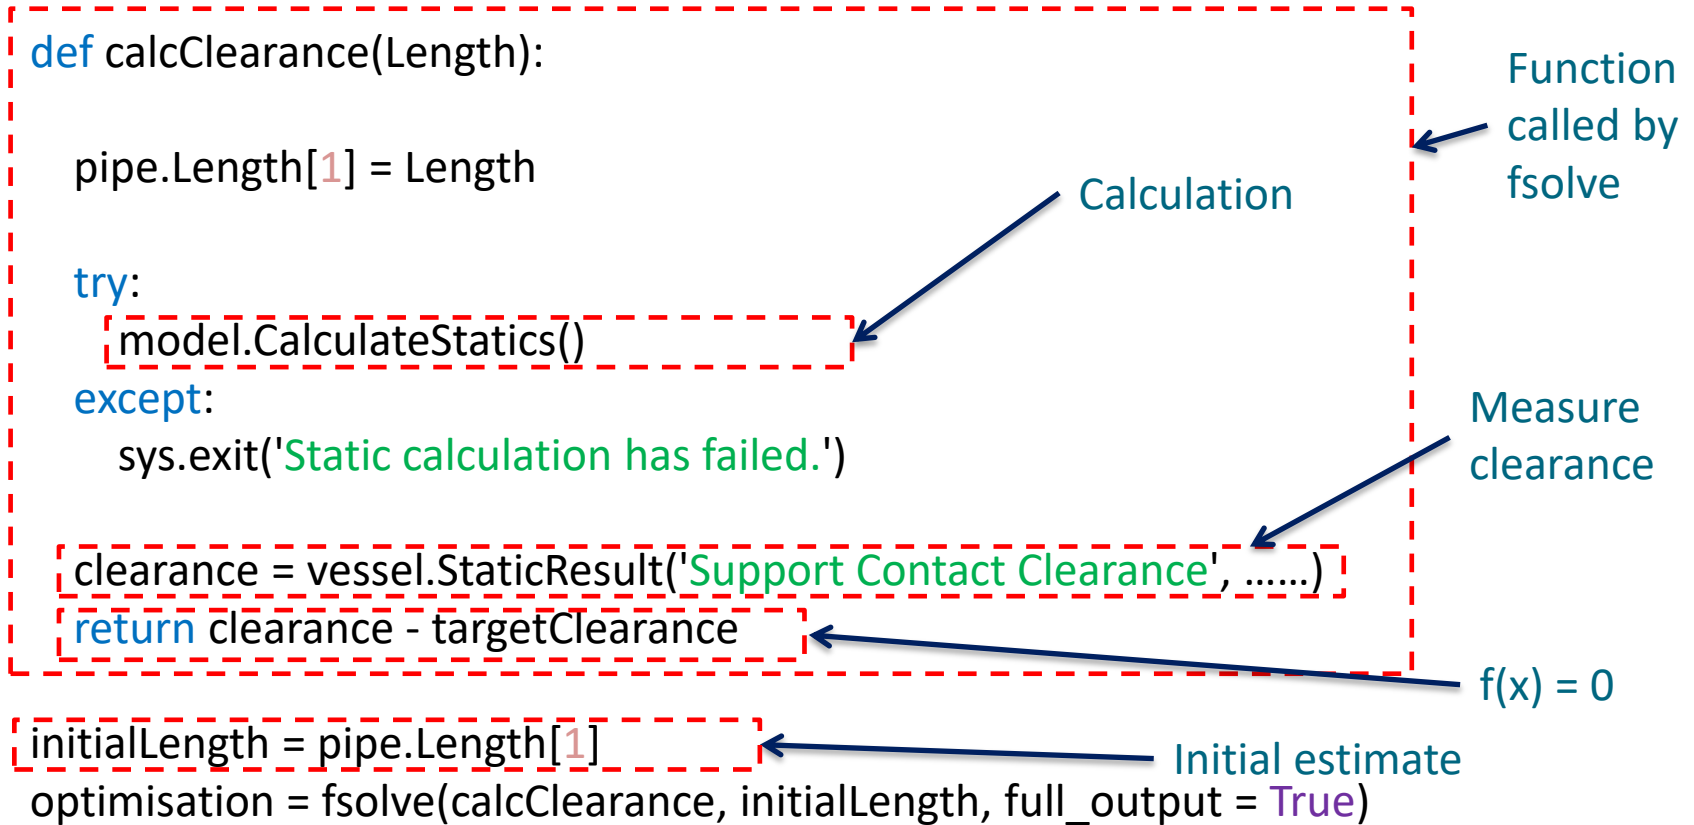 def calcClearance(Length):
pipe.Length[1] = Length
try:
model.CalculateStatics()
except:
sys.exit('Static calculation has failed.')
clearance = vessel.StaticResult('Support Contact Clearance', ......)
return clearance - targetClearance
initialLength = pipe.Length[1]
optimisation = fsolve(calcClearance, initialLength, full_output = True)
Function
called by
fsolve
Calculation
Measure
clearance
f(x) = 0
Initial estimate